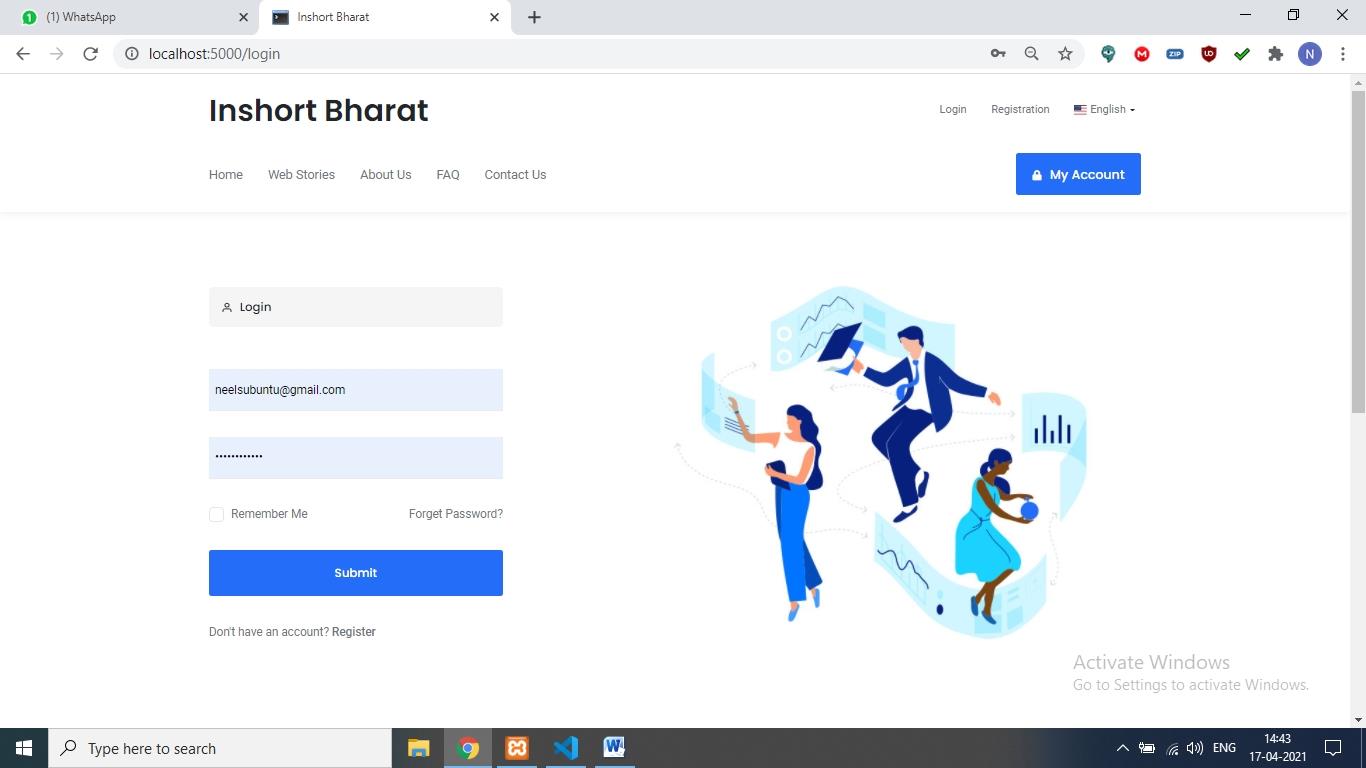 (1) WhatsApp
Inshort Bharat
localhost:5000/login
ZIP
N
Inshort Bharat
Login Registration English
Home Web Stories About Us FAQ Contact Us
My Account
Login
neelsubuntu@gmail.com
Remember Me Forget Password?
Submit
Don't have an account? Register
Activate Windows
Go to Settings to activate Windows.
Type here to search
ENG
14:43
17-04-2021